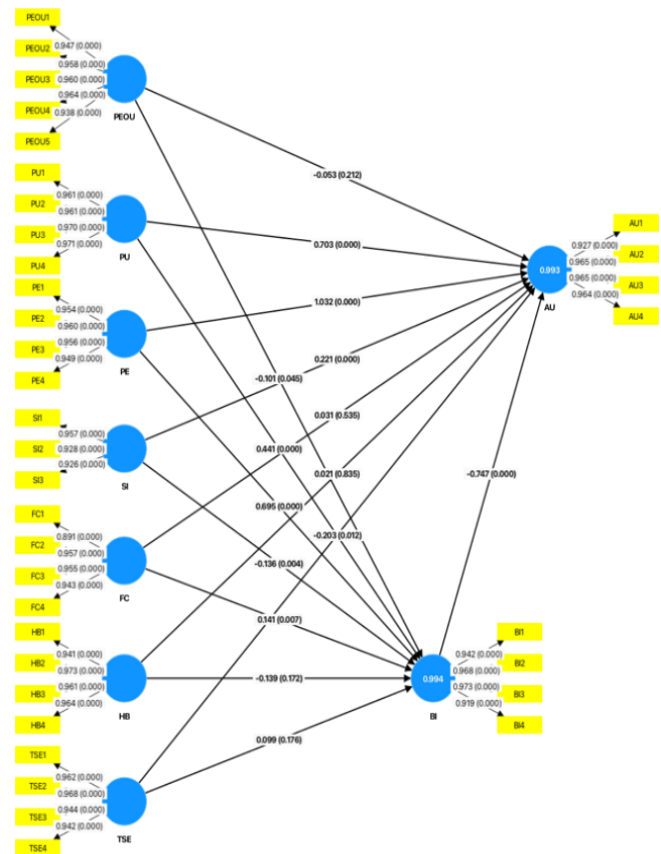 PEOU1
PEOU2
PEOU3
PEOU4
PEOU5
0.947 (0.000)
0.958 (0.000)
0.960 (0.000)
0.964 (0.000)
0.938 (0.000)
PEOU
PU1
PU2
PU3
PU4
0.961 (0.000)
0.961 (0.000)
0.970 (0.000)
0.971 (0.000)
PU
PE1
PE2
PE3
PE4
0.954 (0.000)
0.960 (0.000)
0.956 (0.000)
0.949 (0.000)
PE
SI1
SI2
SI3
0.957 (0.000)
0.928 (0.000)
0.926 (0.000)
SI
FC1
FC2
FC3
FC4
0.891 (0.000)
0.957 (0.000)
0.955 (0.000)
0.943 (0.000)
FC
HB1
HB2
HB3
HB4
0.941 (0.000)
0.973 (0.000)
0.961 (0.000)
0.964 (0.000)
HB
TSE1
TSE2
TSE3
TSE4
0.962 (0.000)
0.968 (0.000)
0.944 (0.000)
0.942 (0.000)
TSE
-0.053 (0.212)
0.703 (0.000)
1.032 (0.000)
0.221 (0.000)
-0.101 (0.045)
0.031 (0.535)
0.441 (0.000)
0.021 (0.835)
0.695 (0.000)
-0.203 (0.012)
-0.136 (0.004)
0.141 (0.007)
-0.139 (0.172)
0.099 (0.176)
-0.747 (0.000)
0.993
AU
0.927 (0.000)
0.965 (0.000)
0.965 (0.000)
0.964 (0.000)
AU1
AU2
AU3
AU4
0.994
BI
0.942 (0.000)
0.968 (0.000)
0.973 (0.000)
0.919 (0.000)
BI1
BI2
BI3
BI4